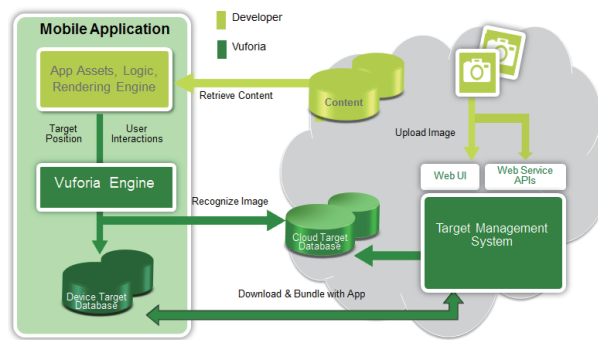 Developer
Vuforia
Mobile Application
App Assets, Logic,
Rendering Engine
Target
Position
User
Interactions
Vuforia Engine
Device Target
Database
Retrieve Content
Content
Upload Image
Web UI
Web Service
APIs
Recognize Image
Cloud Target
Database
Target Management
System
Download & Bundle with App